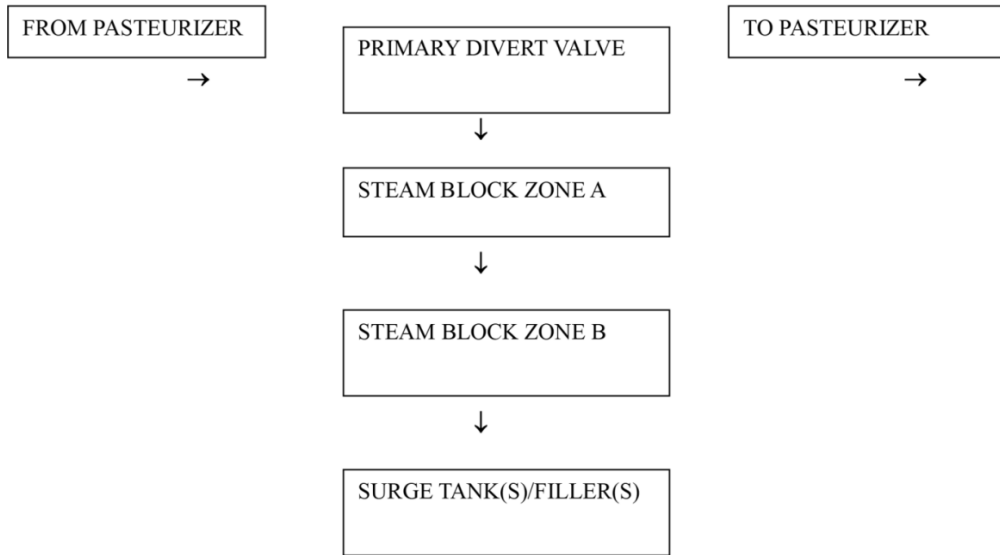 FROM PASTEURIZER
PRIMARY DIVERT VALVE
TO PASTEURIZER
→
→
↓
STEAM BLOCK ZONE A
↓
STEAM BLOCK ZONE B
↓
SURGE TANK(S)/FILLER(S)